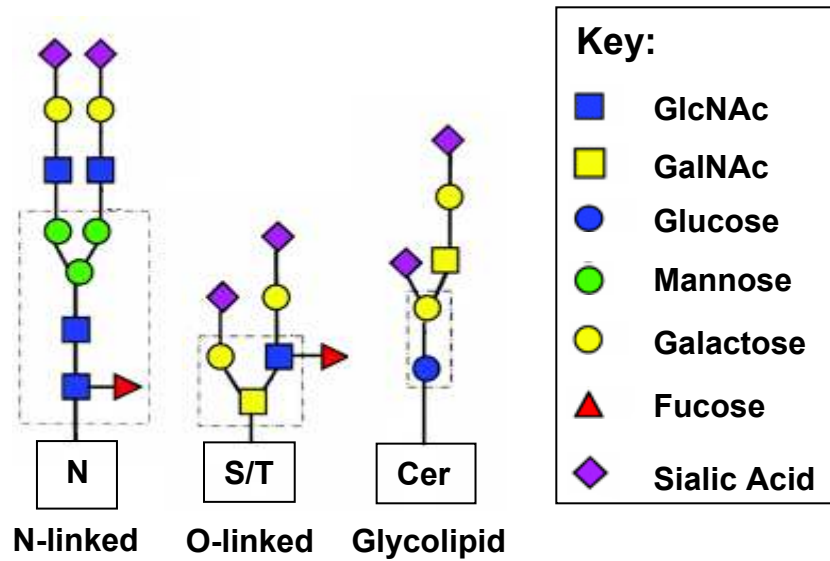 N
S/T
Cer
N-linked
O-linked
Glycolipid
Key:
GlcNAc
GalNAc
Glucose
Mannose
Galactose
Fucose
Sialic Acid